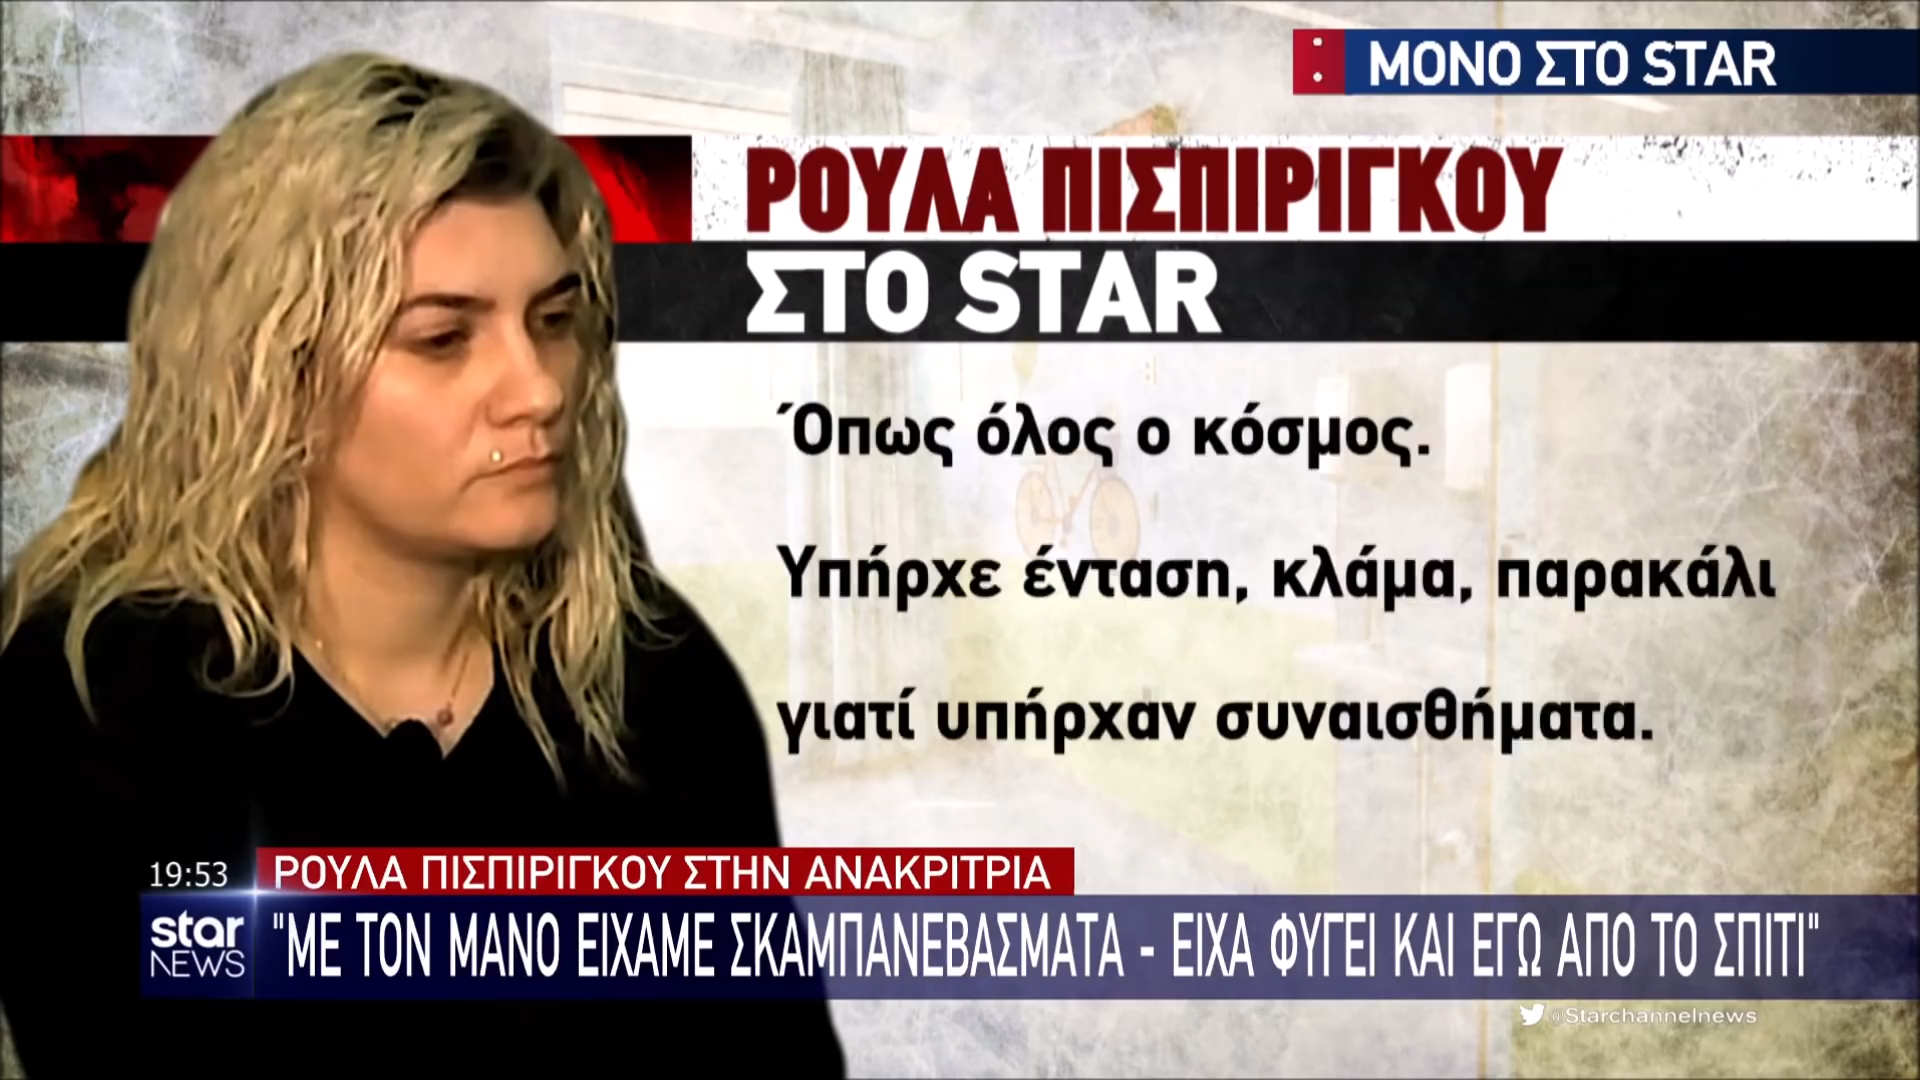 ΜΟΝΟ ΣΤΟ STAR
ΡΟΥΛΑ ΠΙΣΠΙΡΙΓΚΟΥ
ΣΤΟ STAR
Όπως όλος ο κόσμος.
Υπήρχε ένταση, κλάμα, παρακάλι
γιατί υπήρχαν συναισθήματα.
19:53
ΡΟΥΛΑ ΠΙΣΠΙΡΙΓΚΟΥ ΣΤΗΝ ΑΝΑΚΡΙΤΡΙΑ
star
NEWS
"ΜΕ ΤΟΝ ΜΑΝΟ ΕΙΧΑΜΕ ΣΚΑΜΠΑΝΕΒΑΣΜΑΤΑ - ΕΙΧΑ ΦΥΓΕΙ ΚΑΙ ΕΓΩ ΑΠΟ ΤΟ ΣΠΙΤΙ"
@Starchannelnews